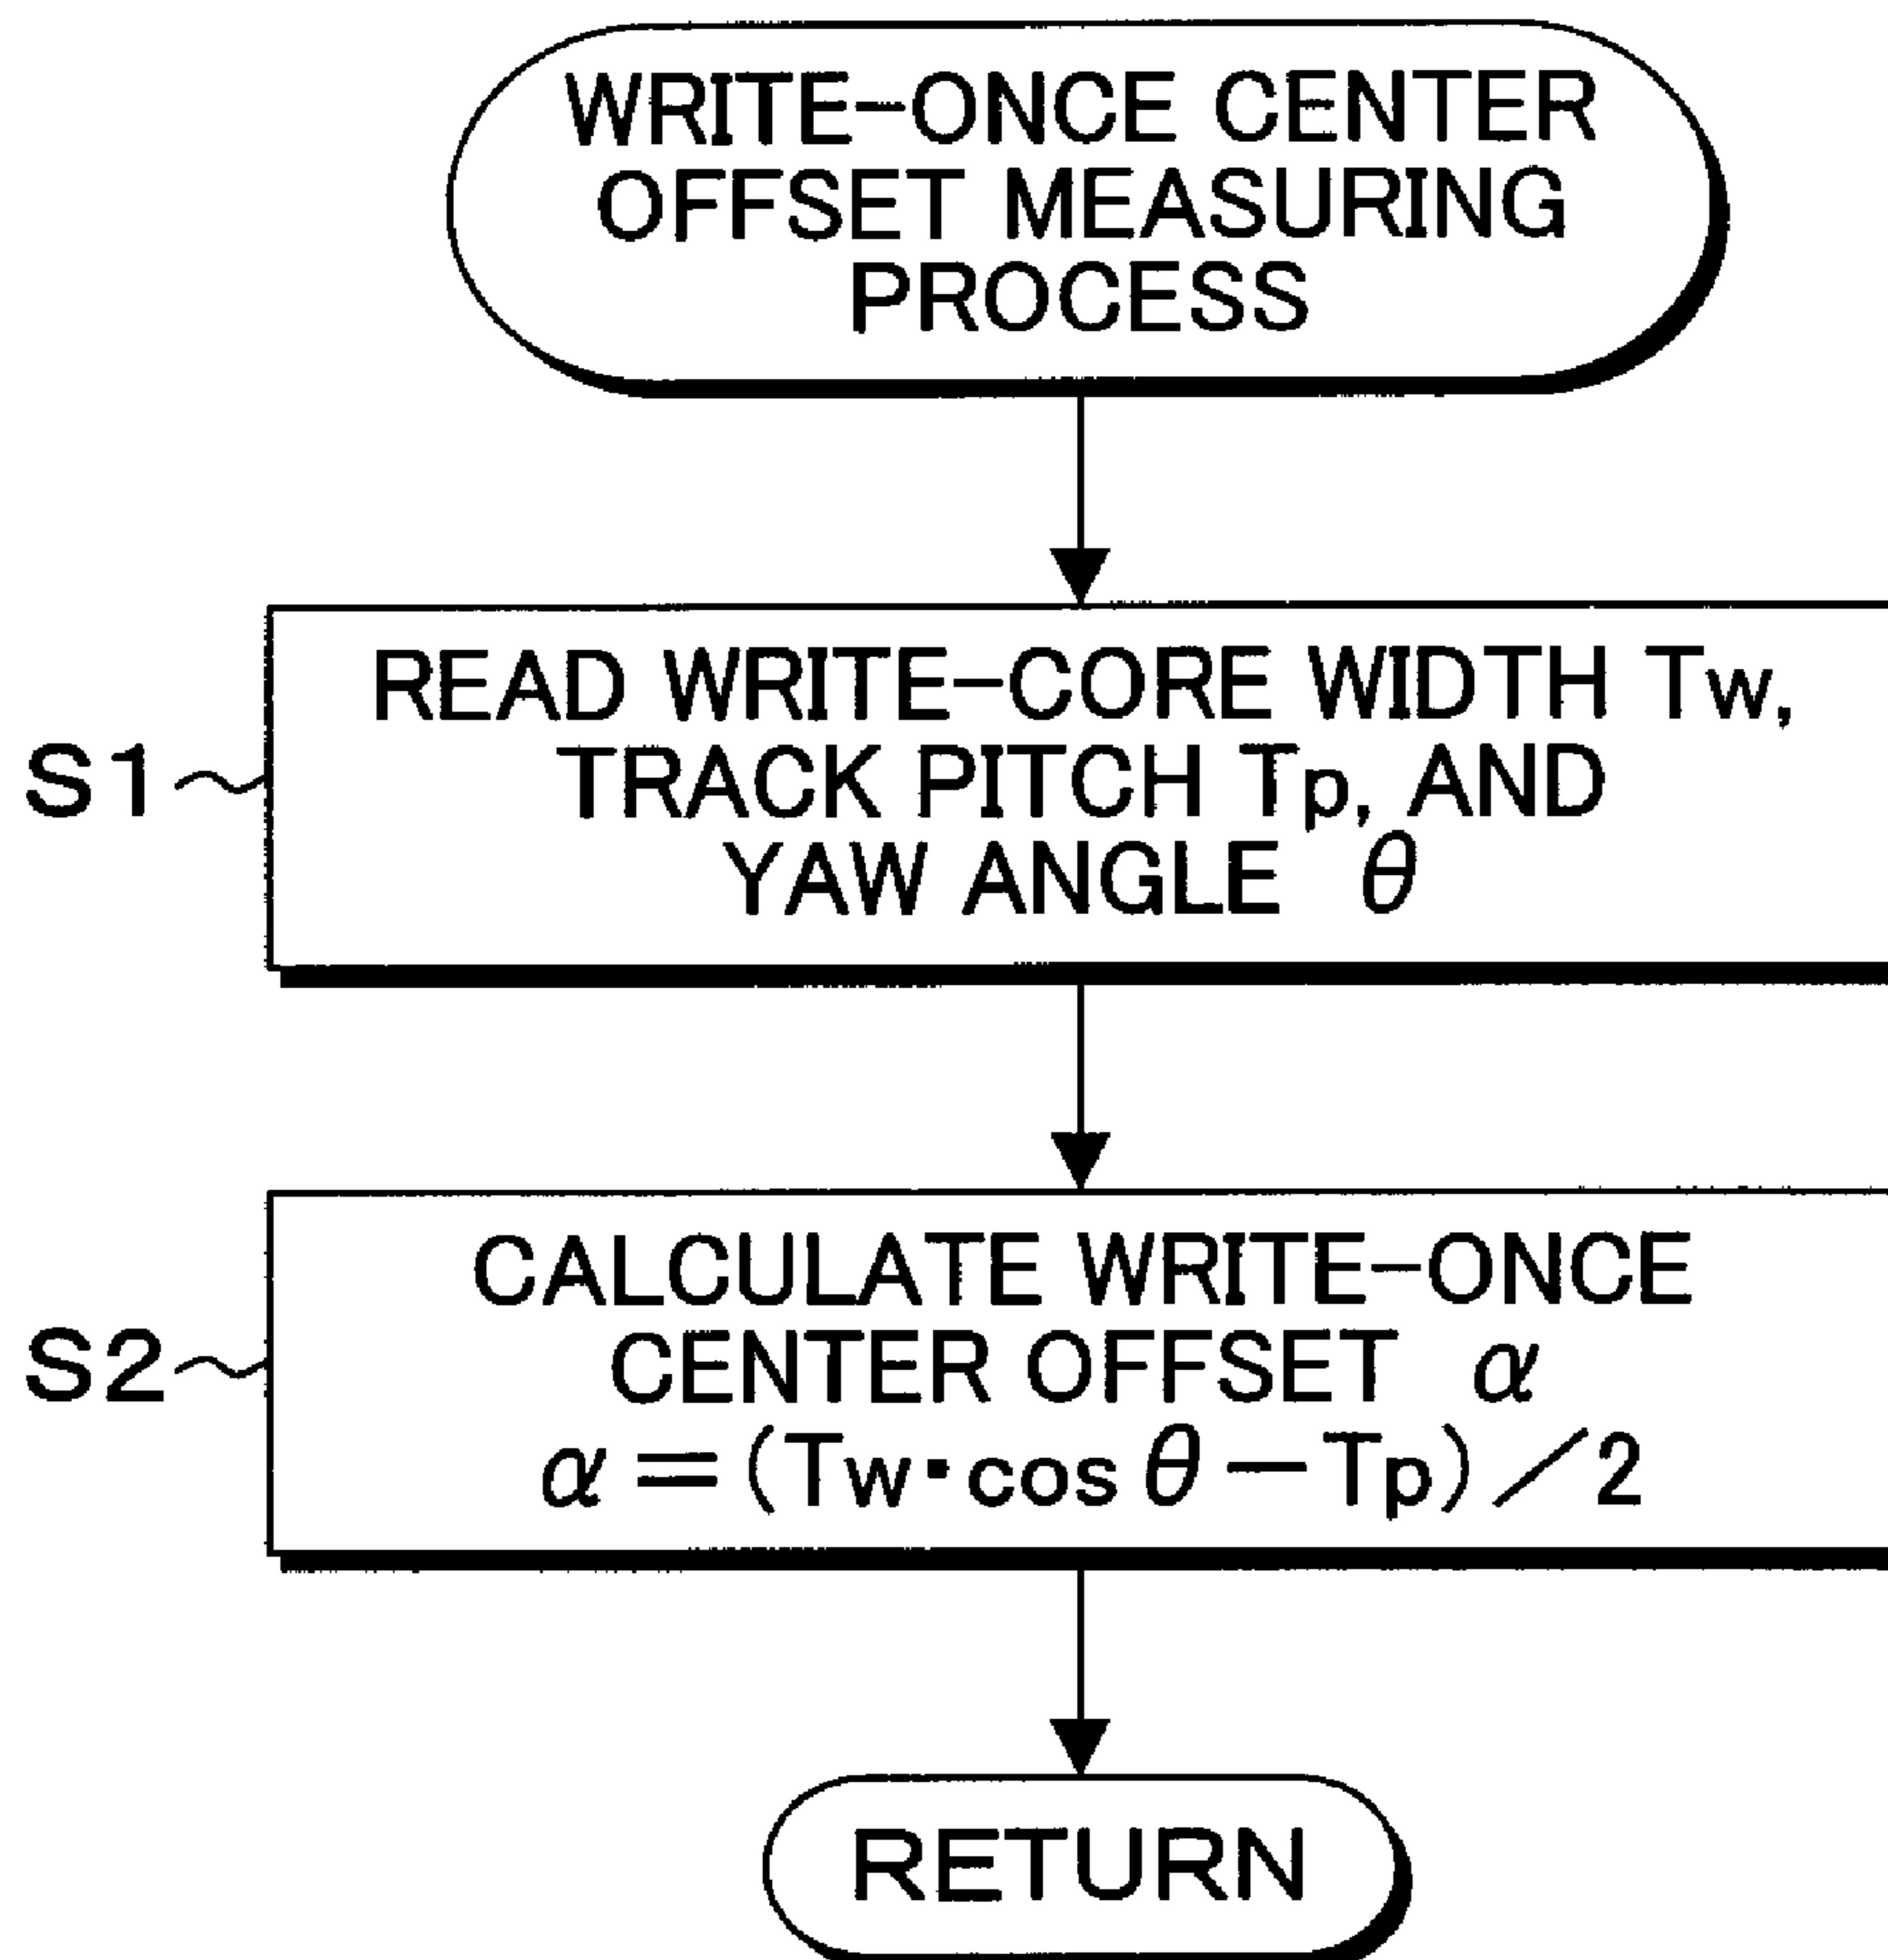 WRITE-ONCE CENTER
OFFSET MEASURING
PROCESS
READ WRITE-CORE WIDTH Tw,
S1
TRACK PITCH Tp, AND
YAW ANGLE θ
CALCULATE WRITE-ONCE
S2
CENTER OFFSET α
α=(Tw·cosθ-Tp)/2
RETURN